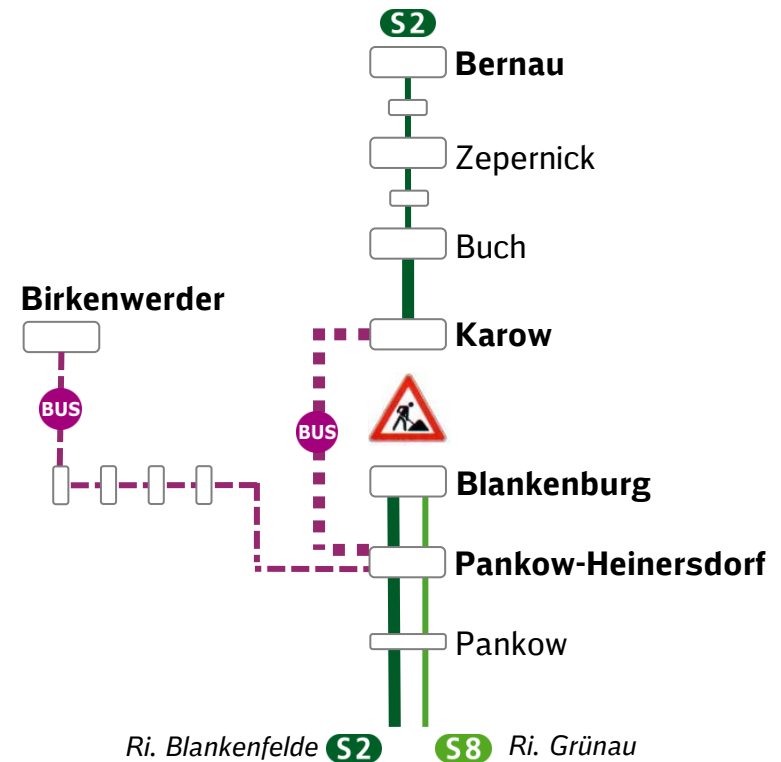 S2
Bernau
Zepernick
Buch
Birkenwerder
Karow
BUS
BUS
Blankenburg
Pankow-Heinersdorf
Pankow
Ri. Blankenfelde S2 S8 Ri. Grünau